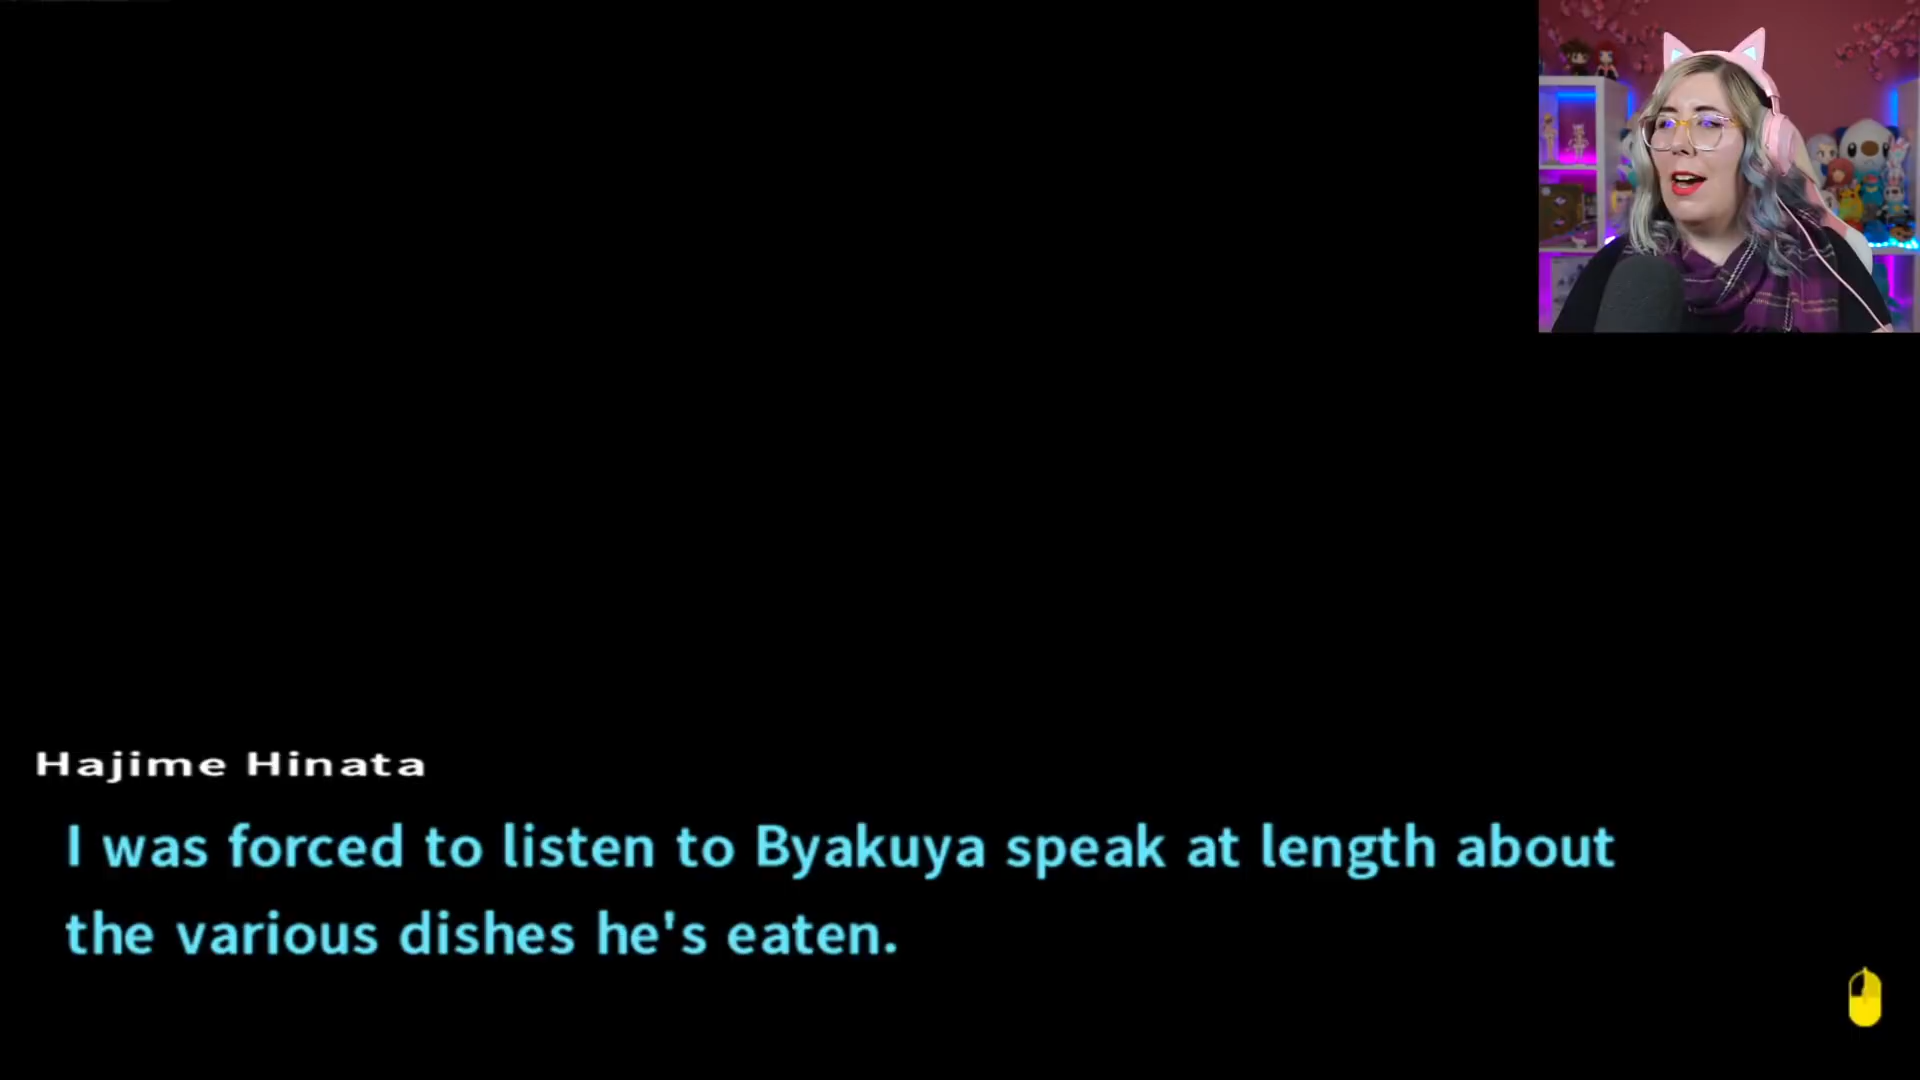 Hajime Hinata
I was forced to listen to Byakuya speak at length about
the various dishes he's eaten.